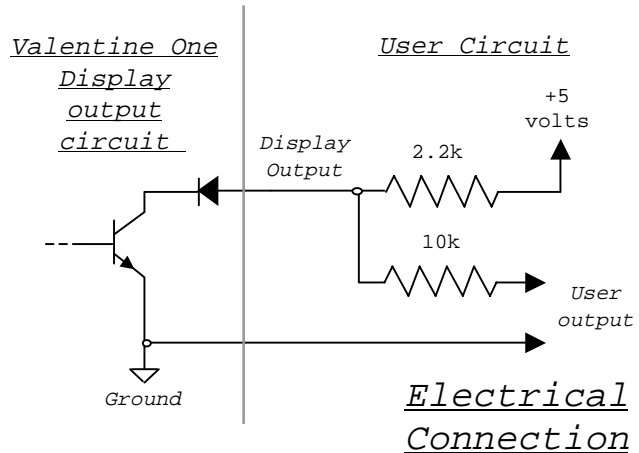 Valentine One
Display
output
circuit
User Circuit
+5
volts
Display
Output
2.2k
10k
User
output
Ground
Electrical
Connection